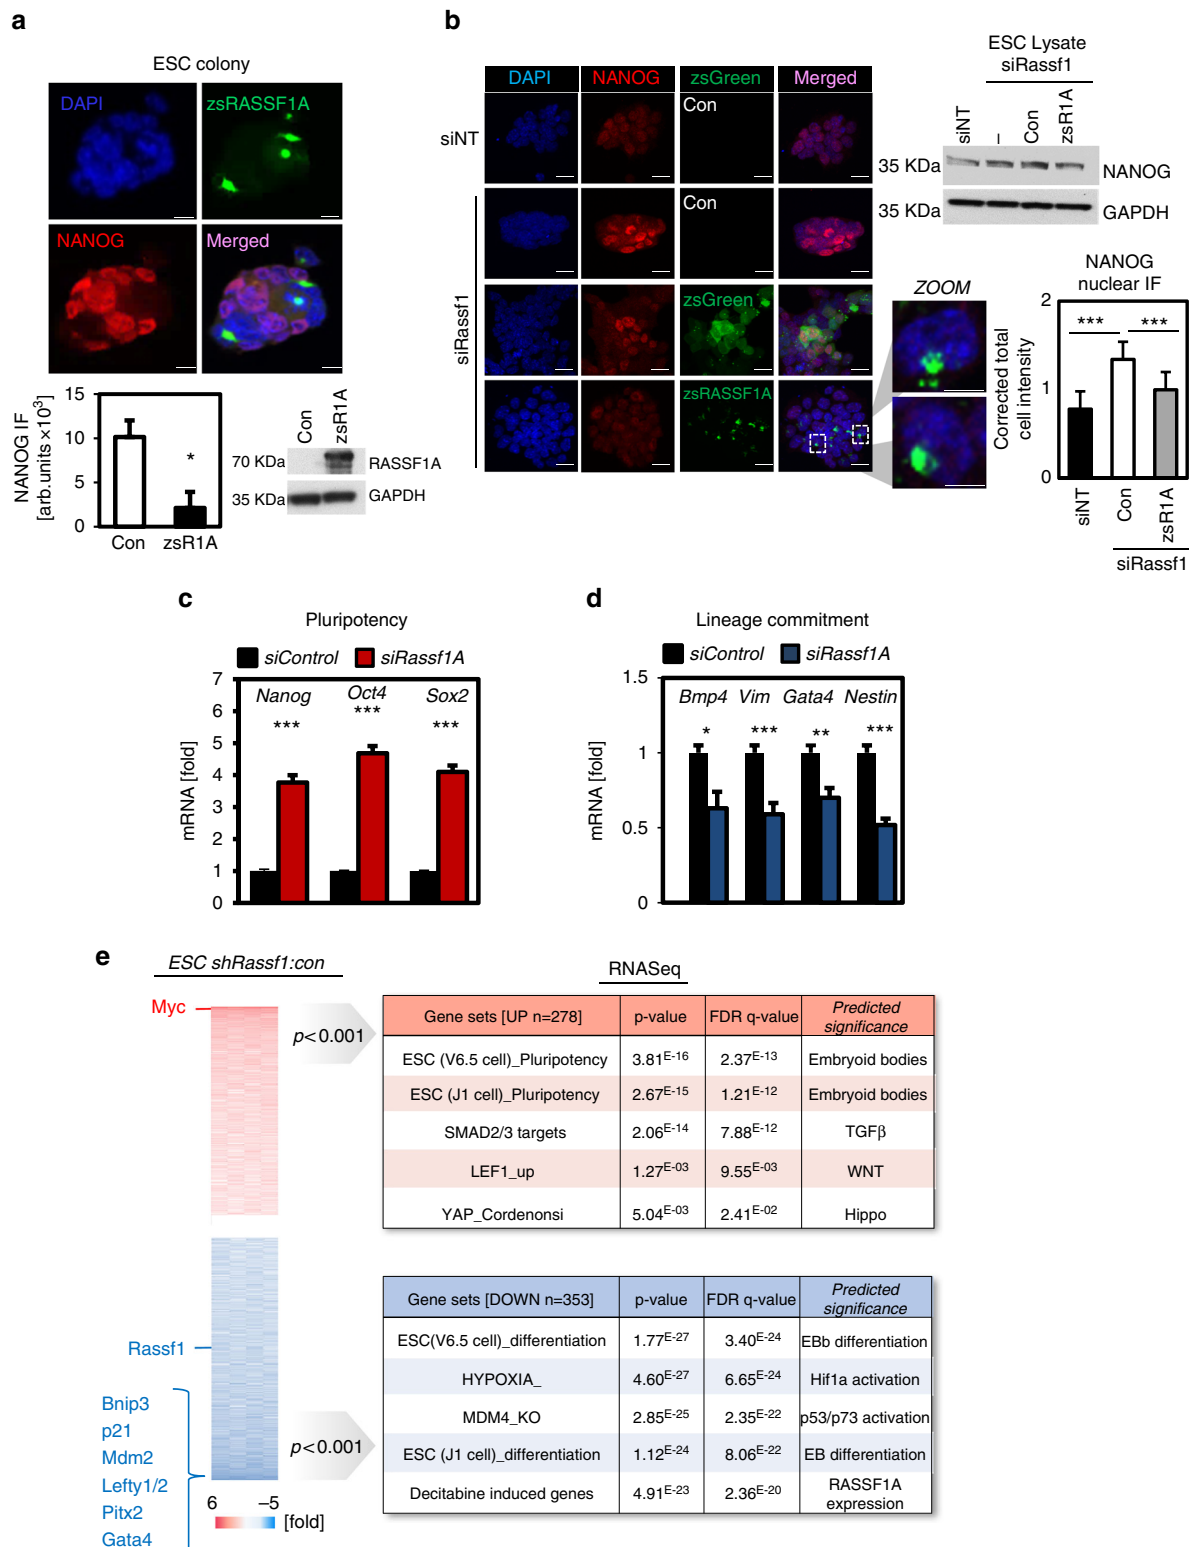 a
ESC colony
DAPI
zsRASSF1A
NANOG
Merged
NANOG IF
[arb.units ×10³]
15
10
5
0
*
Con
zsR1A
Con
zsR1A
70 KDa
RASSF1A
35 KDa
GAPDH
b
DAPI
NANOG
zsGreen
Merged
siNT
Con
siRassf1
Con
zsGreen
zsRASSF1A
ZOOM
ESC Lysate
siRassf1
siNT
–
Con
zsR1A
35 KDa
NANOG
35 KDa
GAPDH
NANOG
nuclear IF
Corrected total
cell intensity
2
1
0
***
***
siNT
Con
zsR1A
siRassf1
c
Pluripotency
siControl
siRassf1A
mRNA [fold]
7
6
5
4
3
2
1
0
Nanog
Oct4
Sox2
***
***
***
d
Lineage commitment
siControl
siRassf1A
mRNA [fold]
1.5
1
0.5
0
Bmp4 Vim Gata4 Nestin
*
***
**
***
e
ESC shRassf1:con
RNASeq
Myc
p<0.001
Gene sets [UP n=278] p-value FDR q-value Predicted significance
ESC (V6.5 cell)_Pluripotency 3.81E-16 2.37E-13 Embryoid bodies
ESC (J1 cell)_Pluripotency 2.67E-15 1.21E-12 Embryoid bodies
SMAD2/3 targets 2.06E-14 7.88E-12 TGFβ
LEF1_up 1.27E-03 9.55E-03 WNT
YAP_Cordenonsi 5.04E-03 2.41E-02 Hippo
Rassf1
Bnip3
p21
Mdm2
Lefty1/2
Pitx2
Gata4
p<0.001
Gene sets [DOWN n=353] p-value FDR q-value Predicted significance
ESC(V6.5 cell)_differentiation 1.77E-27 3.40E-24 EBb differentiation
HYPOXIA_ 4.60E-27 6.65E-24 Hif1a activation
MDM4_KO 2.85E-25 2.35E-22 p53/p73 activation
ESC (J1 cell)_differentiation 1.12E-24 8.06E-22 EB differentiation
Decitabine induced genes 4.91E-23 2.36E-20 RASSF1A expression
6
–5
[fold]